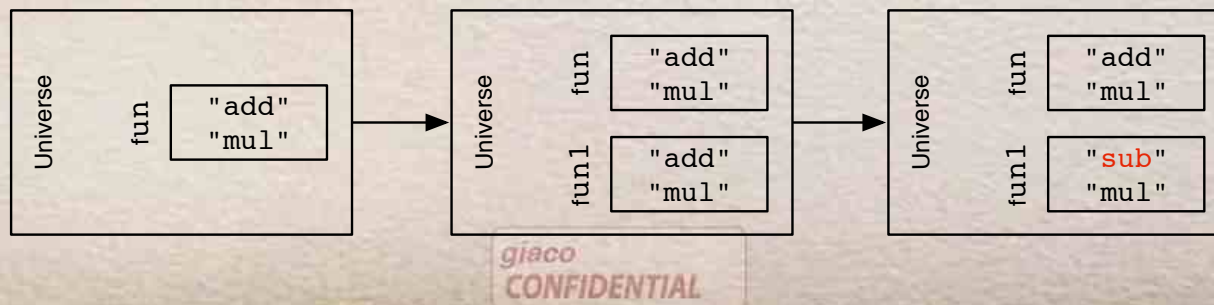 Universe
fun
"add"
"mul"
Universe
fun
"add"
"mul"
fun1
"add"
"mul"
Universe
fun
"add"
"mul"
fun1
"sub"
"mul"
giaco
CONFIDENTIAL